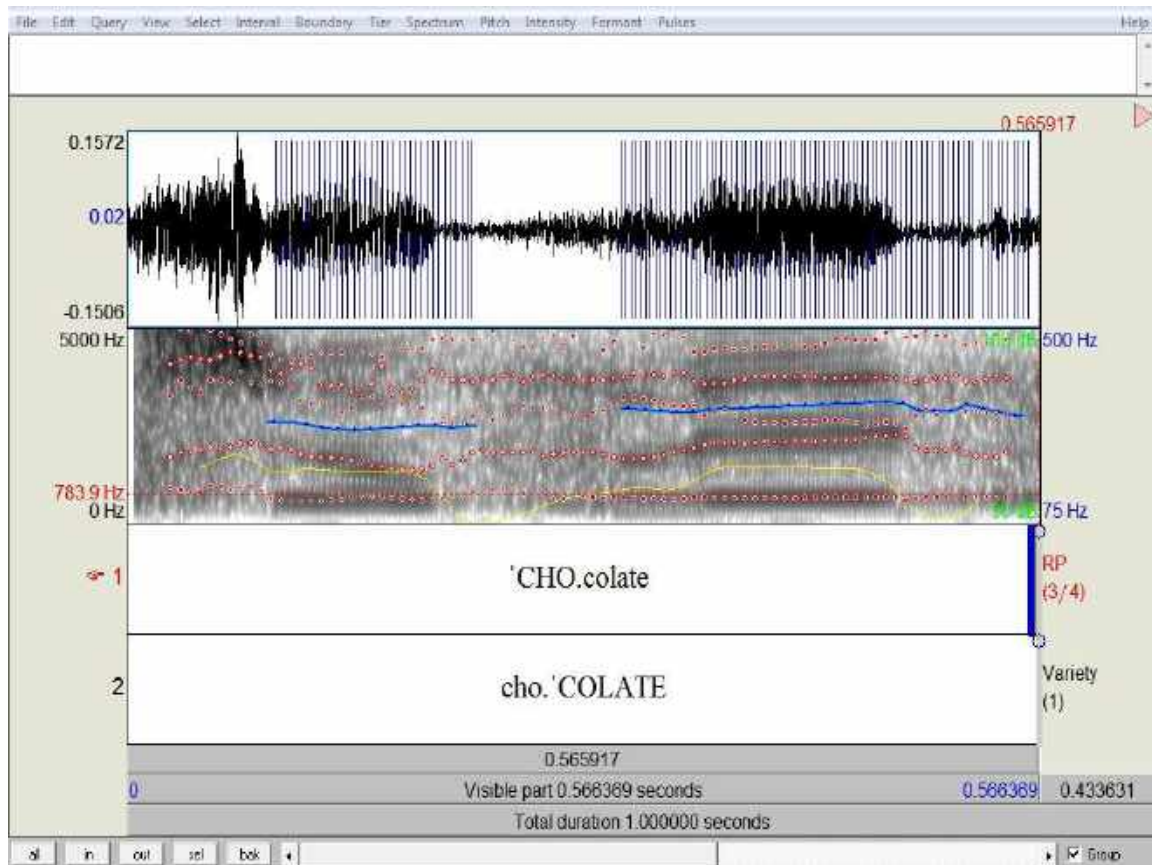 File Edit Query View Select Interval Boundary Tier Spectrum Pitch Intensity Formant Pulses Help
0.565917
0.1572
0.02
-0.1506
5000 Hz
500 Hz
783.9 Hz
0 Hz
75 Hz
1
'CHO.colate
RP
(3/4)
2
cho.'COLATE
Variety
(1)
0.565917
0
Visible part 0.566369 seconds
0.566369
0.433631
Total duration 1.000000 seconds
all in out sel bak Group